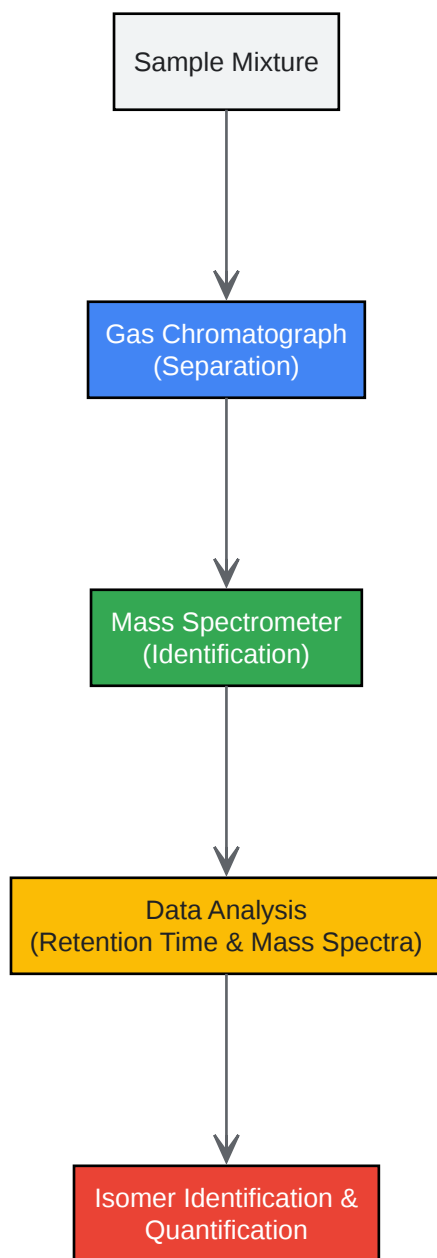 Sample Mixture
Gas Chromatograph
(Separation)
Mass Spectrometer
(Identification)
Data Analysis
(Retention Time & Mass Spectra)
Isomer Identification &
Quantification